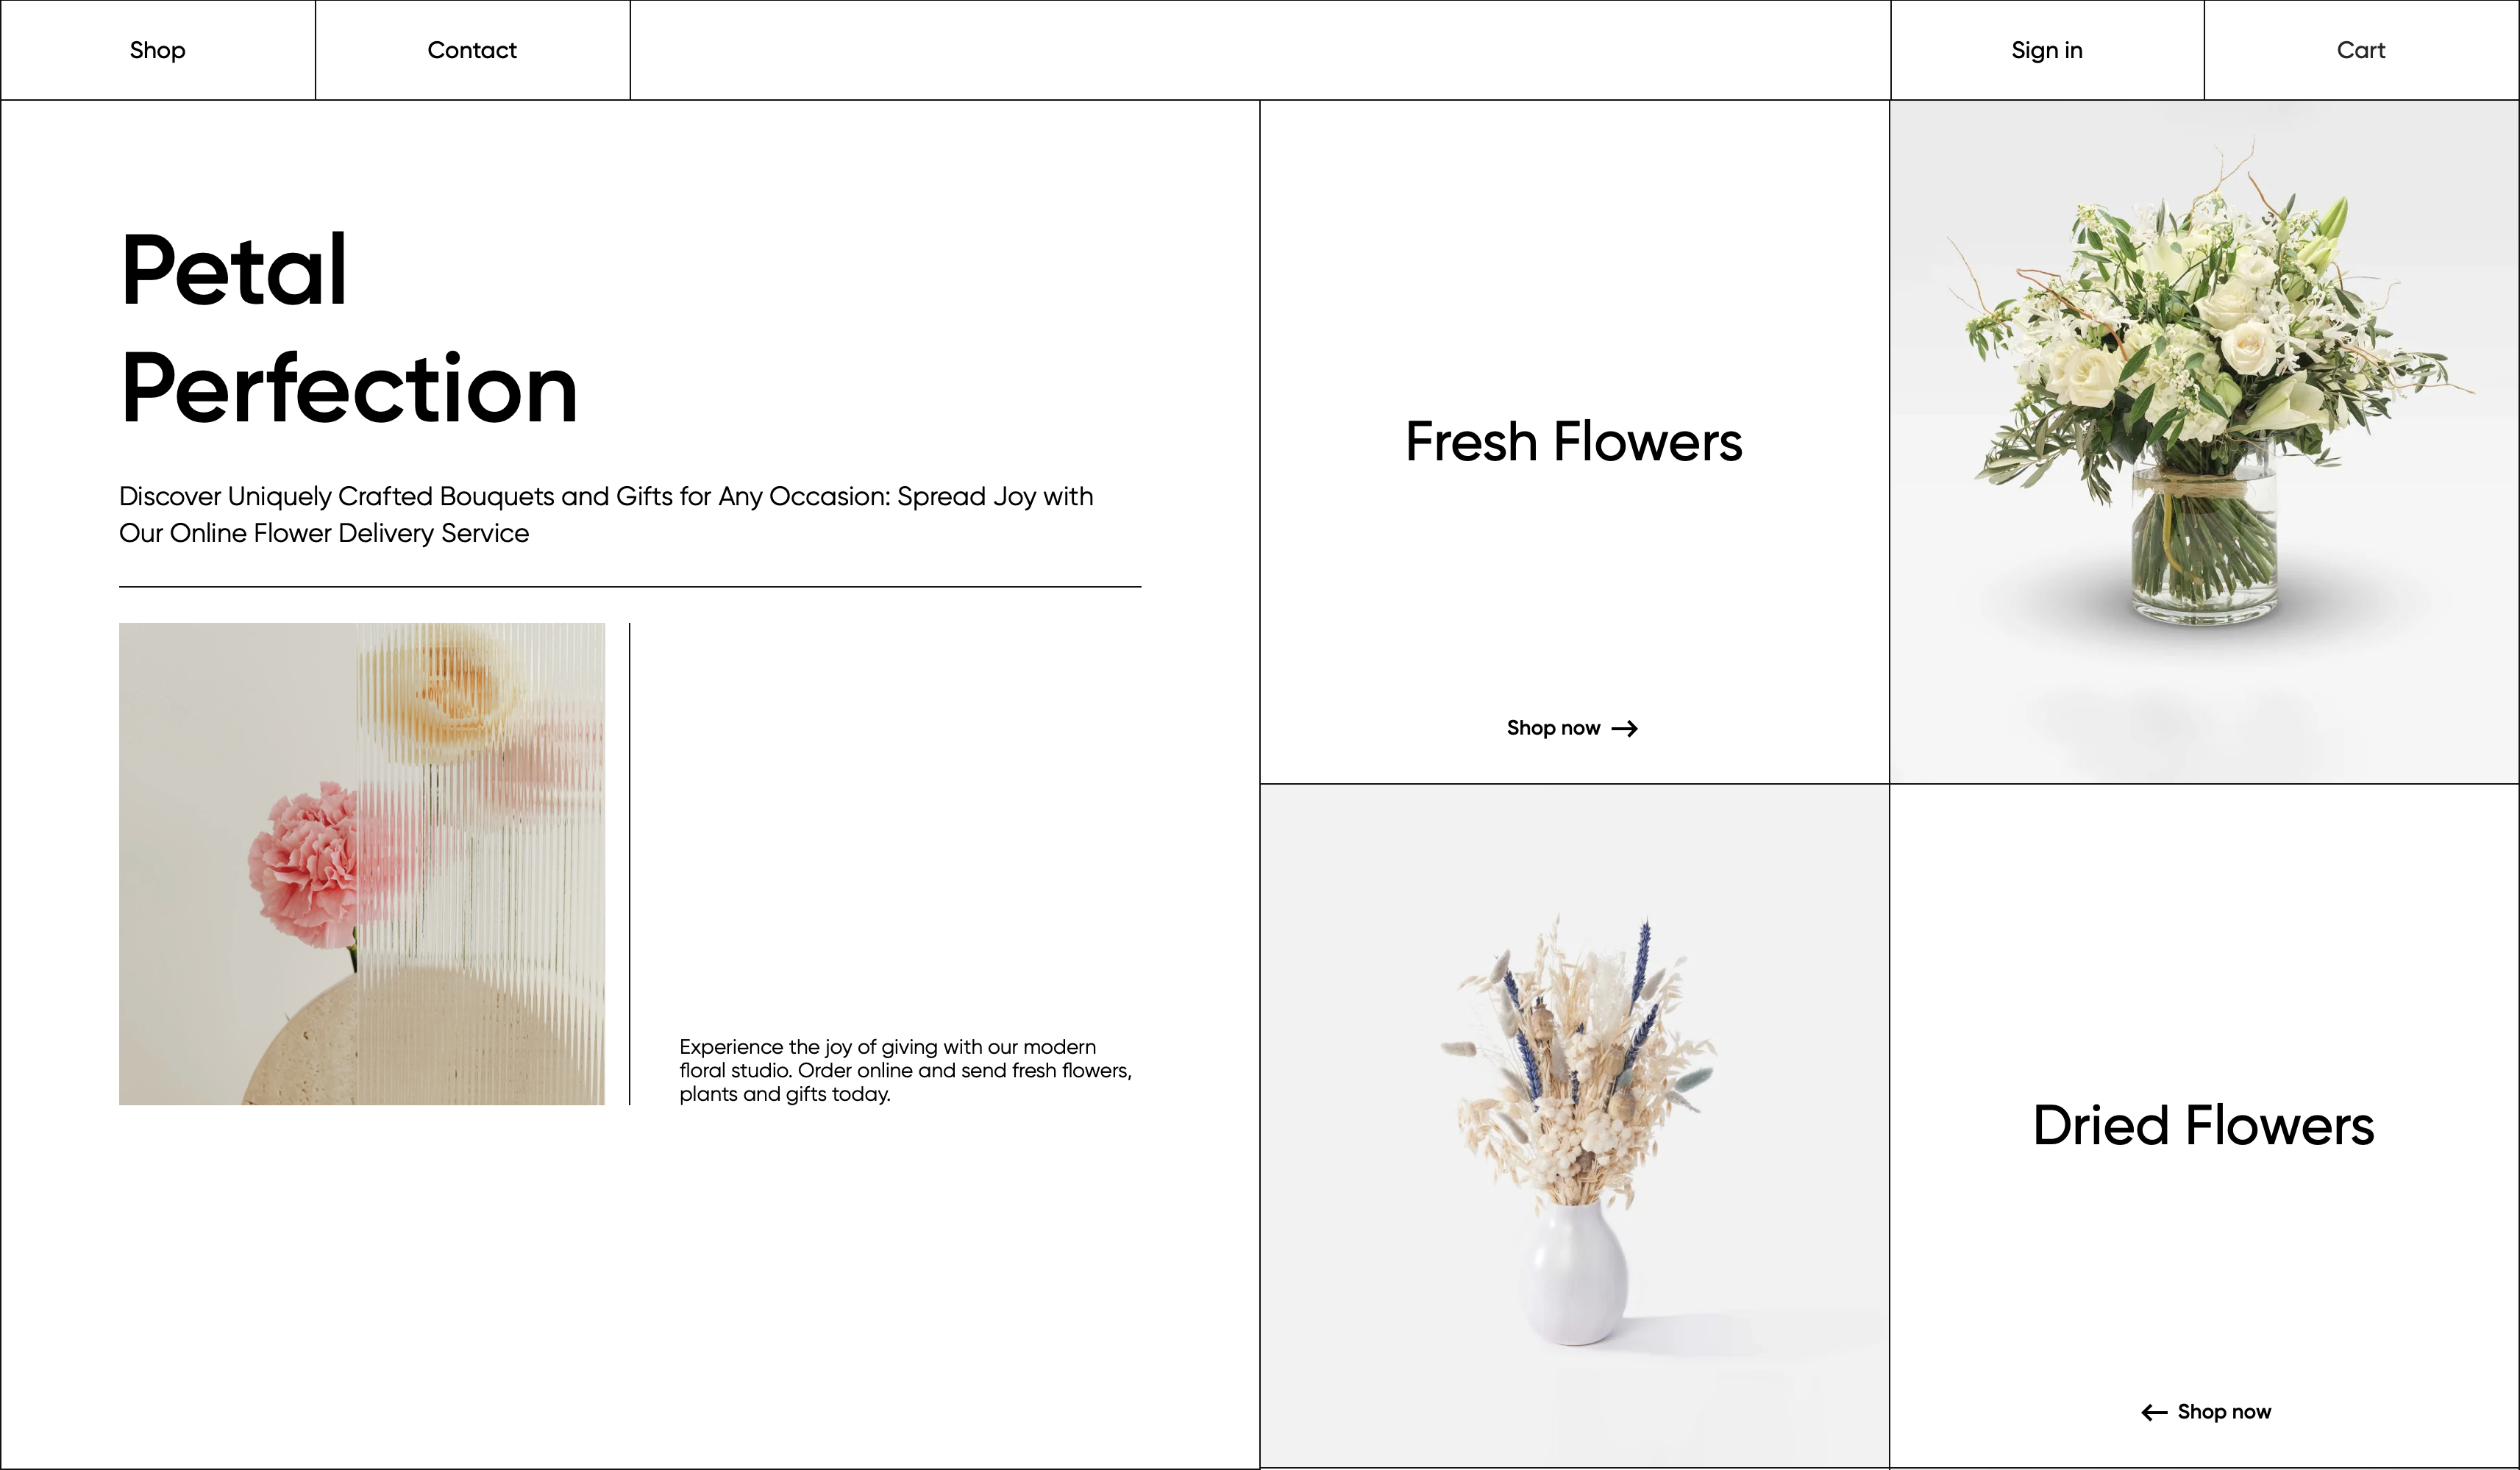 Shop
Contact
Sign in
Cart
Petal
Perfection
Discover Uniquely Crafted Bouquets and Gifts for Any Occasion: Spread Joy with
Our Online Flower Delivery Service
Experience the joy of giving with our modern
floral studio. Order online and send fresh flowers,
plants and gifts today.
Fresh Flowers
Shop now →
Dried Flowers
← Shop now